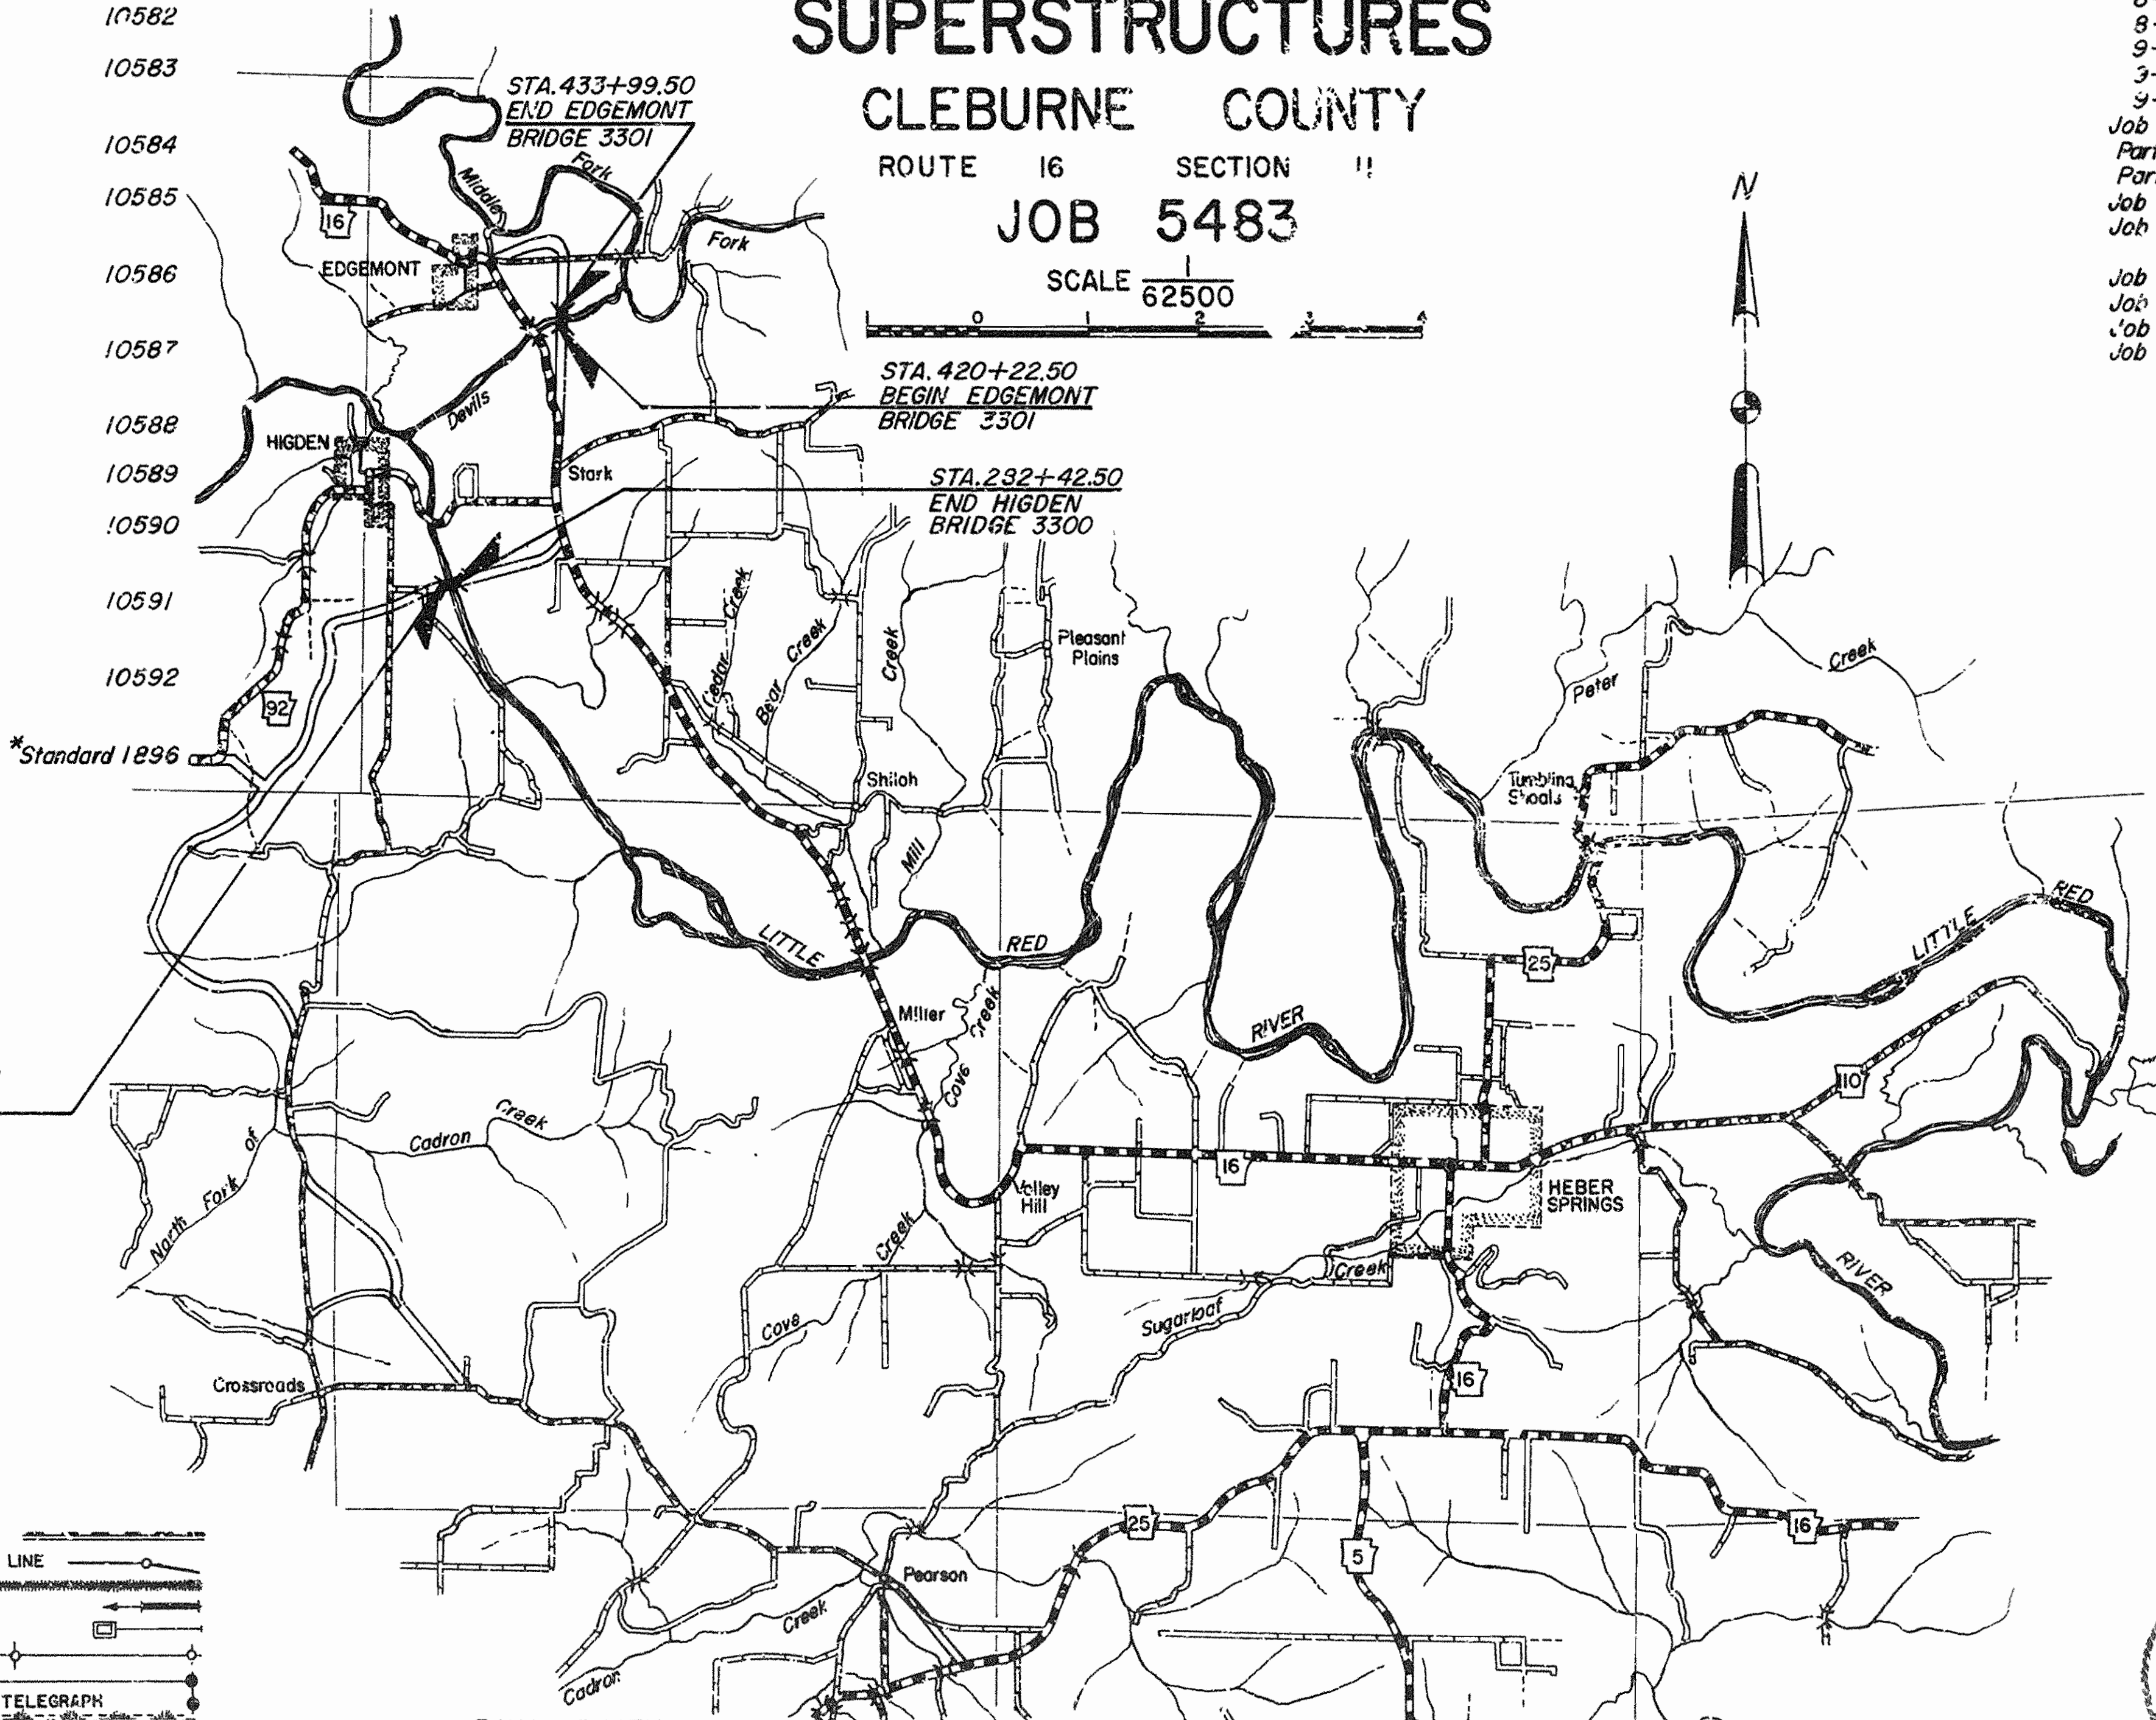 SUPERSTRUCTURES
CLEBURNE COUNTY
ROUTE 16 SECTION 11
JOB 5483
SCALE 1
62500
1 0 1 2 3 4
N
10582
10583
10584
10585
10586
10587
10588
10589
10590
10591
10592
*Standard 1896
STA. 433+99.50
END EDGEMONT
BRIDGE 3301
STA. 420+22.50
BEGIN EDGEMONT
BRIDGE 3301
STA. 292+42.50
END HIGDEN
BRIDGE 3300
8-
9-
9-
Job
Job
Job
Job
Job
Job
Job
Middle
Fork
Fork
16
EDGEMONT
Devils
HIGDEN
Stark
Cedar Creek
Bear Creek
Creek
Pleasant
Plains
Peter
Creek
92
Shiloh
Tumbling
Shoals
Mill
LITTLE
RED
RIVER
25
LITTLE
RED
Miller
Cove Creek
110
Cadron Creek
North Fork of
16
Valley
Hill
HEBER
SPRINGS
Creek
Creek
Cove
Sugarloaf
RIVER
16
Crossroads
25
16
5
Pearson
Creek
Cadron
LINE
TELEGRAPH